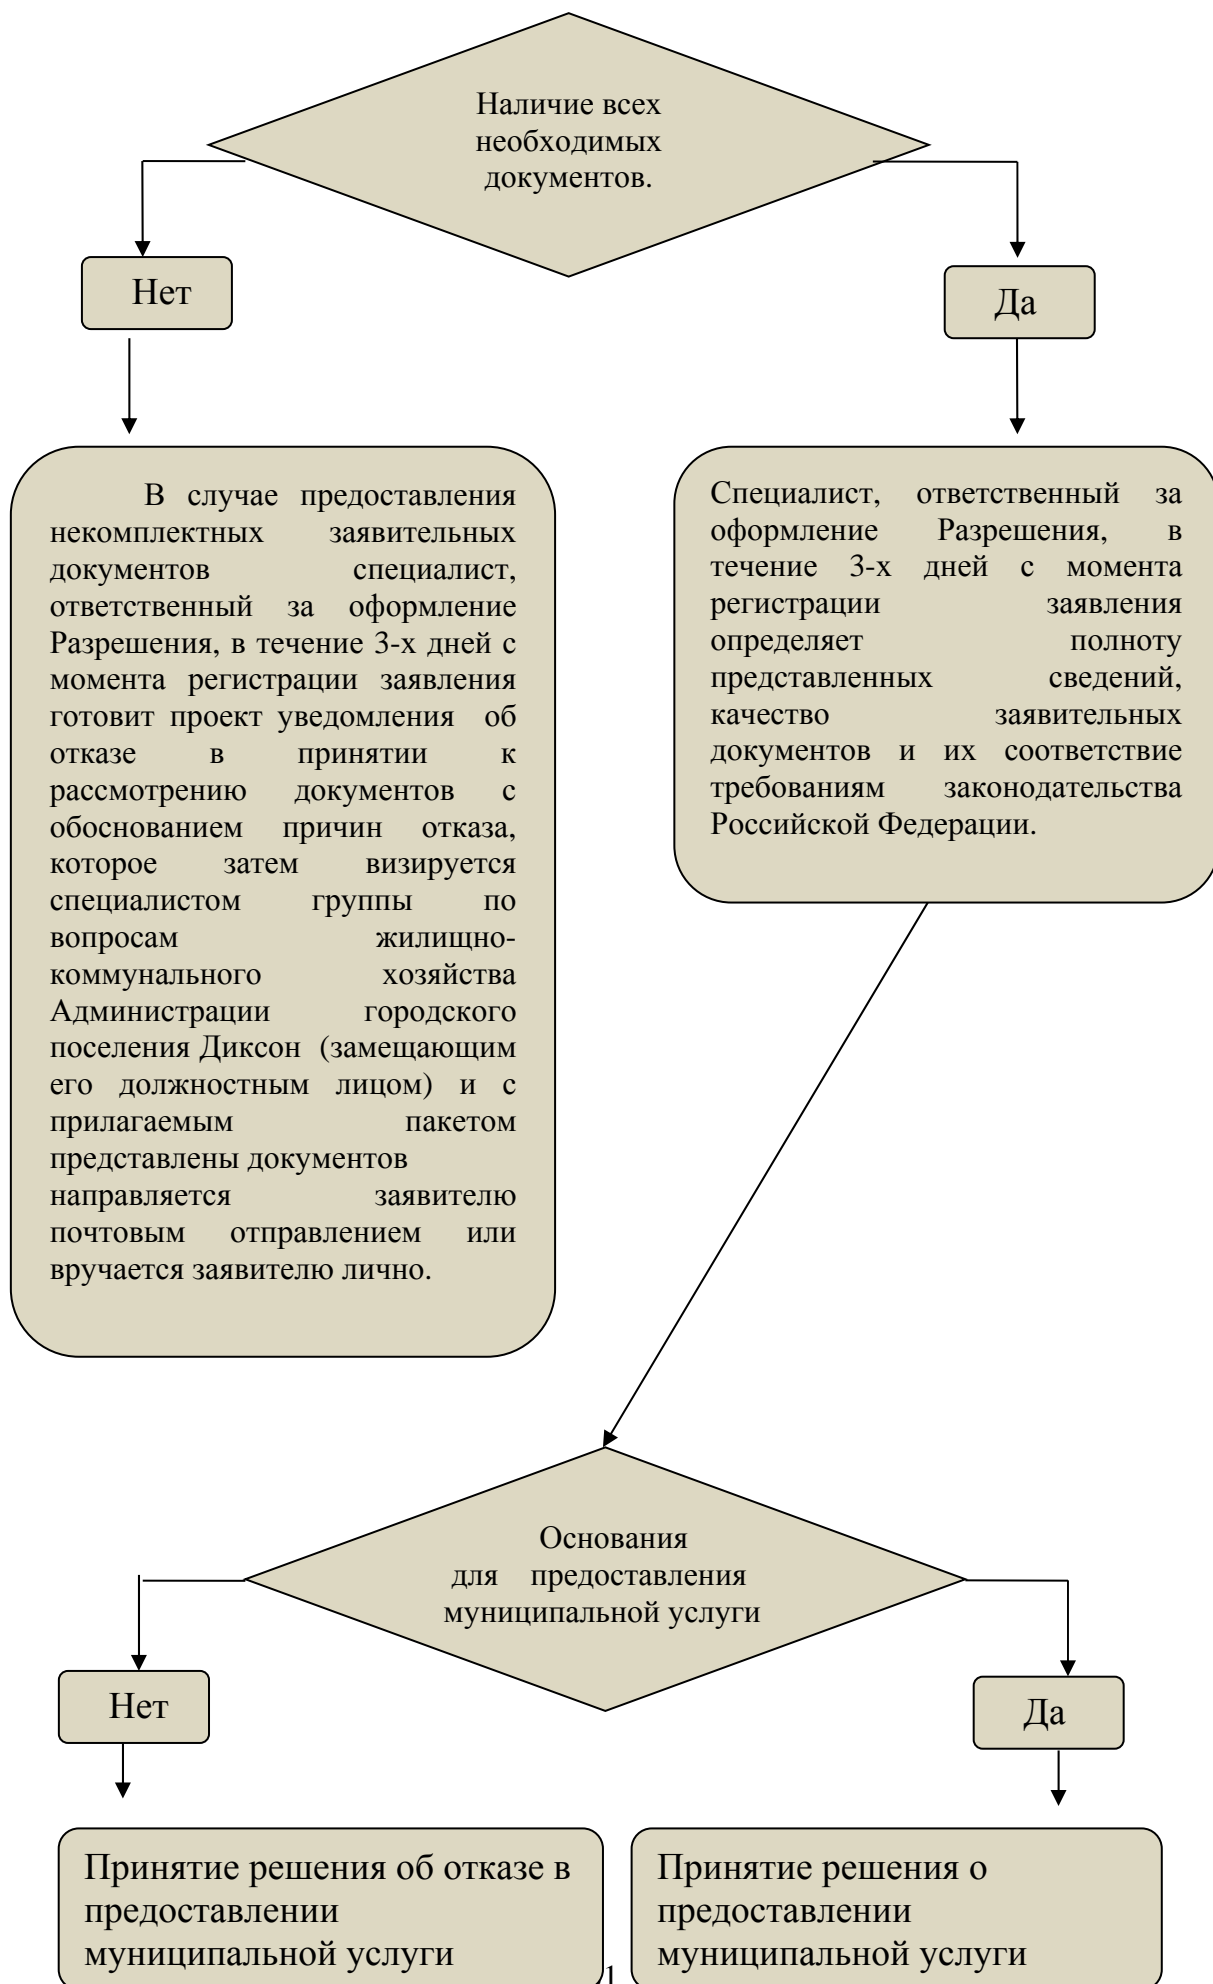 Наличие всех
необходимых
документов.
Нет
Да
В случае предоставления
некомплектных заявительных
документов специалист,
ответственный за оформление
Разрешения, в течение 3-х дней с
момента регистрации заявления
готовит проект уведомления об
отказе в принятии к
рассмотрению документов с
обоснованием причин отказа,
которое затем визируется
специалистом группы по
вопросам жилищно-
коммунального хозяйства
Администрации городского
поселения Диксон (замещающим
его должностным лицом) и с
прилагаемым пакетом
представлены документов
направляется заявителю
почтовым отправлением или
вручается заявителю лично.
Специалист, ответственный за
оформление Разрешения, в
течение 3-х дней с момента
регистрации заявления
определяет полноту
представленных сведений,
качество заявительных
документов и их соответствие
требованиям законодательства
Российской Федерации.
Основания
для предоставления
муниципальной услуги
Нет
Да
Принятие решения об отказе в
предоставлении
муниципальной услуги
Принятие решения о
предоставлении
муниципальной услуги
1